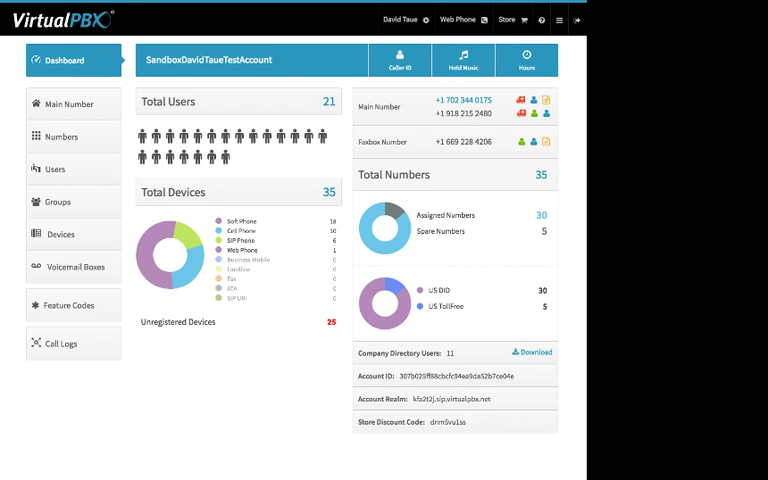 VirtualPBX
David Taue
Web Phone
Store
Dashboard
SandboxDavidTaueTestAccount
Caller ID
Hold Music
Hours
Main Number
Numbers
Users
Groups
Devices
Voicemail Boxes
Feature Codes
Call Logs
Total Users 21
Total Devices 35
Soft Phone 18
Cell Phone 10
SIP Phone 6
Web Phone 1
Business Mobile 0
Landline 0
Fax 0
ATA 0
SIP URI 0
Unregistered Devices 25
Main Number
+1 702 344 0175
+1 918 215 2480
Faxbox Number +1 669 228 4206
Total Numbers 35
Assigned Numbers 30
Spare Numbers 5
US DID 30
US TollFree 5
Company Directory Users: 11 Download
Account ID:
Account Realm: kfa2t2j.sip.virtualpbx.net
Store Discount Code: dnm5vu1ss